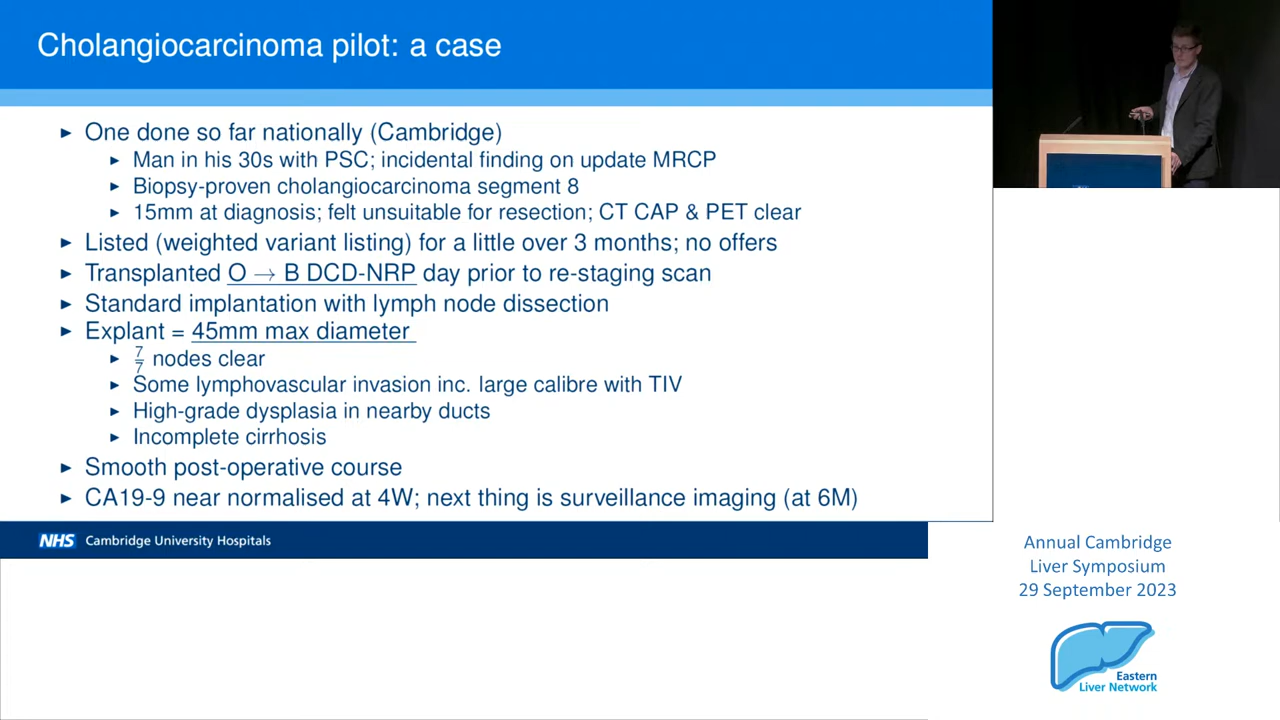 Cholangiocarcinoma pilot: a case
One done so far nationally (Cambridge)
Man in his 30s with PSC; incidental finding on update MRCP
Biopsy-proven cholangiocarcinoma segment 8
15mm at diagnosis; felt unsuitable for resection; CT CAP & PET clear
Listed (weighted variant listing) for a little over 3 months; no offers
Transplanted O → B DCD-NRP day prior to re-staging scan
Standard implantation with lymph node dissection
Explant = 45mm max diameter
7/7 nodes clear
Some lymphovascular invasion inc. large calibre with TIV
High-grade dysplasia in nearby ducts
Incomplete cirrhosis
Smooth post-operative course
CA19-9 near normalised at 4W; next thing is surveillance imaging (at 6M)
NHS Cambridge University Hospitals
Annual Cambridge
Liver Symposium
29 September 2023
Eastern
Liver Network